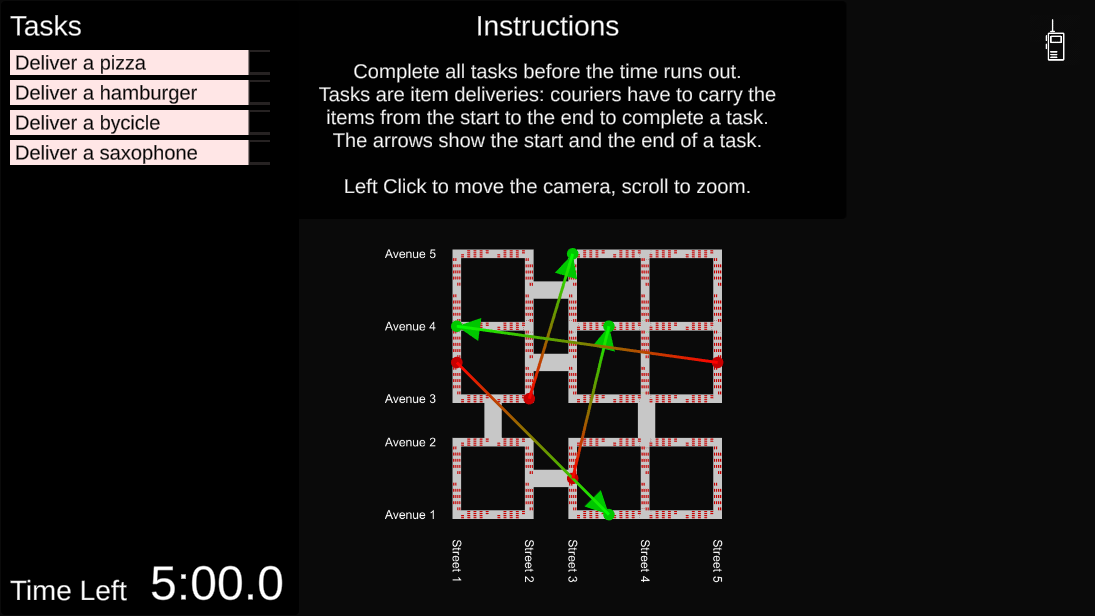 Tasks
Deliver a pizza
Deliver a hamburger
Deliver a bycicle
Deliver a saxophone
Instructions
Complete all tasks before the time runs out.
Tasks are item deliveries: couriers have to carry the
items from the start to the end to complete a task.
The arrows show the start and the end of a task.
Left Click to move the camera, scroll to zoom.
Avenue 5
Avenue 4
Avenue 3
Avenue 2
Avenue 1
Street 1
Street 2
Street 3
Street 4
Street 5
Time Left 5:00.0